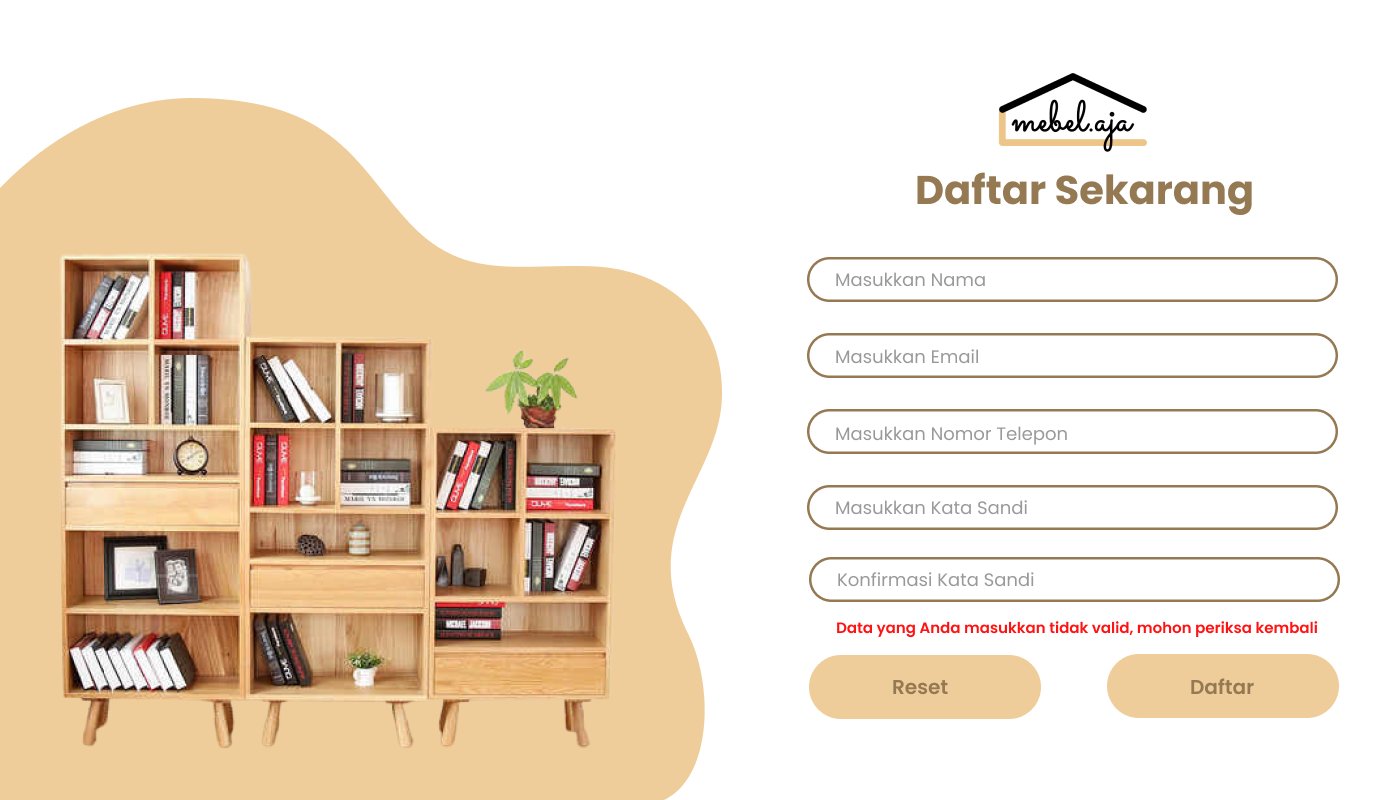 mebel.aja
Daftar Sekarang
Masukkan Nama
Masukkan Email
Masukkan Nomor Telepon
Masukkan Kata Sandi
Konfirmasi Kata Sandi
Data yang Anda masukkan tidak valid, mohon periksa kembali
Reset
Daftar